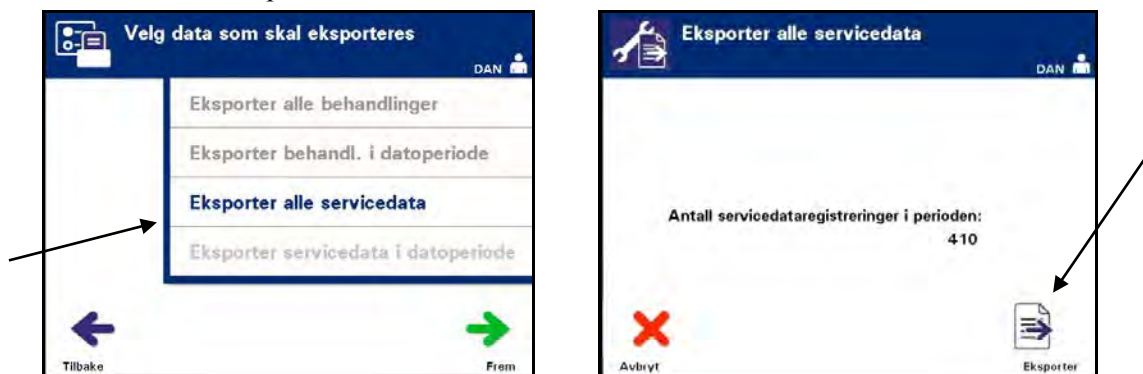 Velg data som skal eksporteres
DAN
Eksporter alle behandlinger
Eksporter behandl. i datoperiode
Eksporter alle servicedata
Eksporter servicedata i datoperiode
Tilbake
Frem
Eksporter alle servicedata
DAN
Antall servicedataregistreringer i perioden:
410
Avbryt
Eksporter